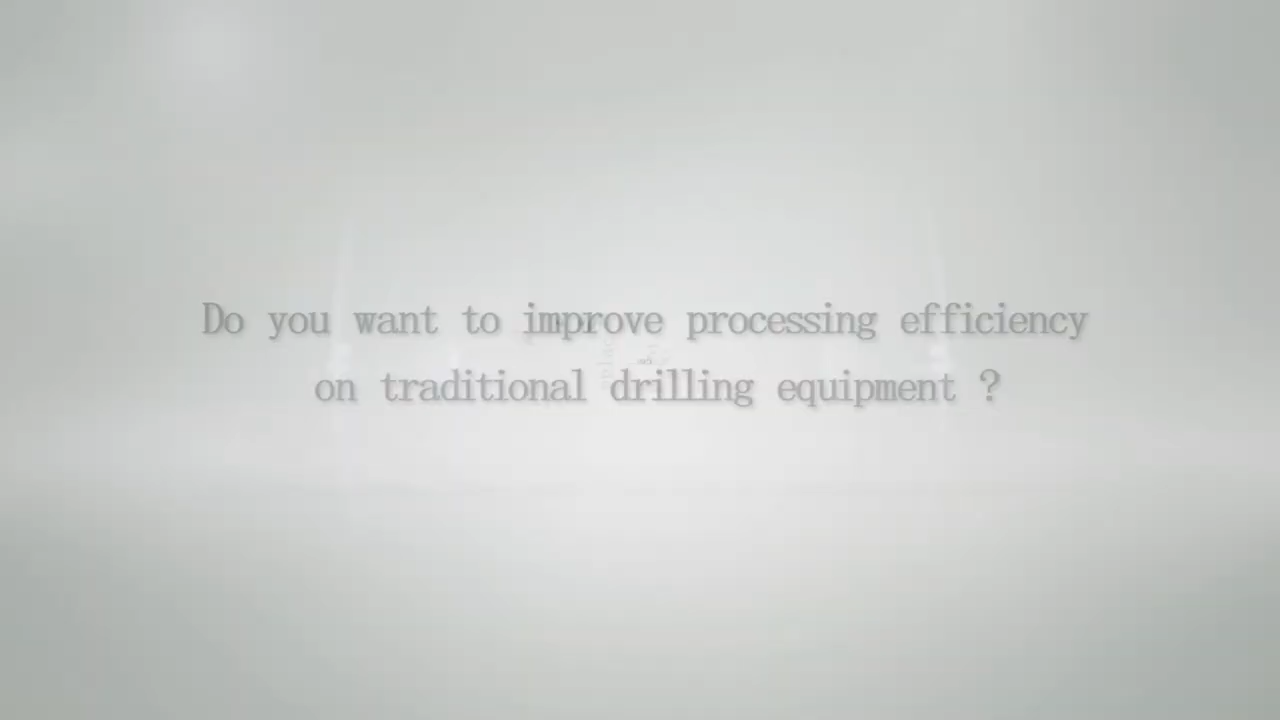 Do you want to improve processing efficiency
on traditional drilling equipment ?